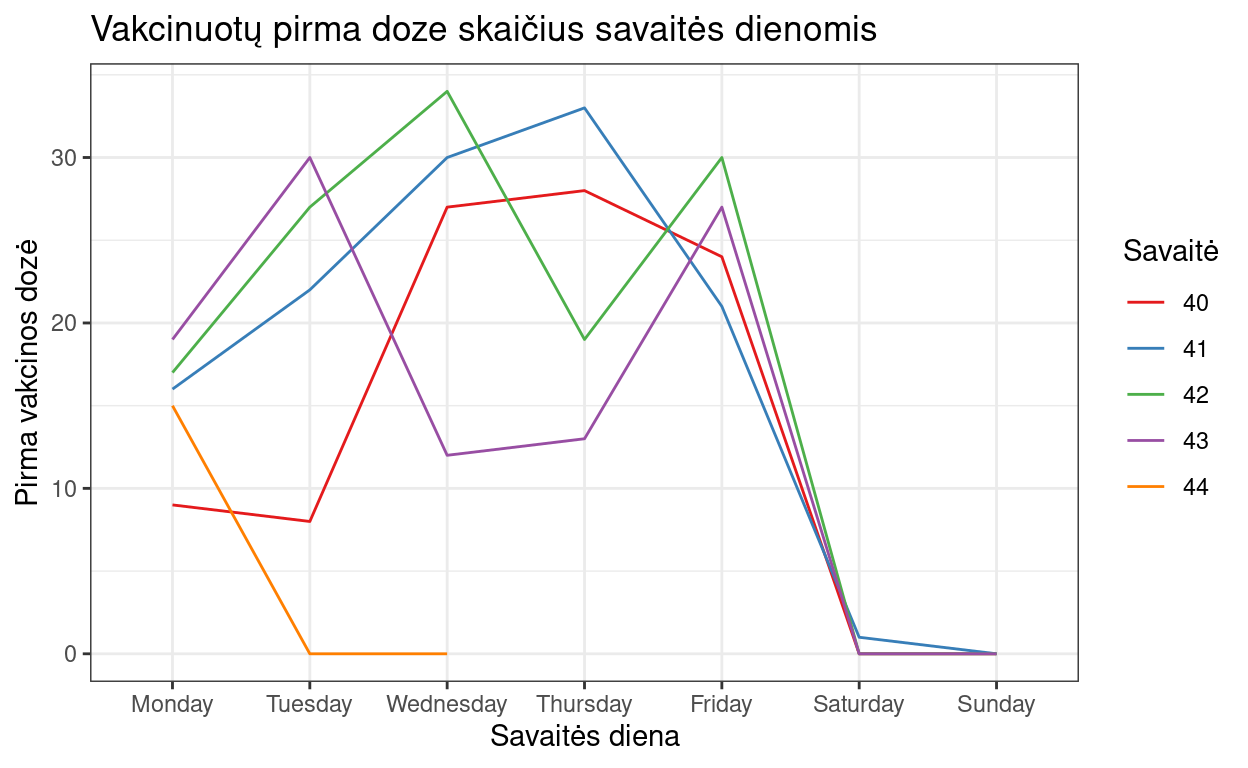 Vakcinuotų pirma doze skaičius savaitės dienomis
Pirma vakcinos dozė
30
20
10
0
Monday Tuesday Wednesday Thursday Friday Saturday Sunday
Savaitės diena
Savaitė
40
41
42
43
44